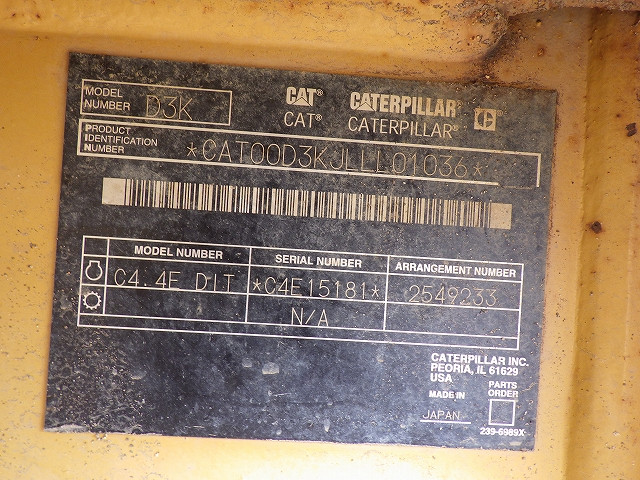 MODEL NUMBER D3K
CAT® CATERPILLAR®
CAT® CATERPILLAR®
PRODUCT IDENTIFICATION NUMBER *CAT00D3KJLLL01036*
MODEL NUMBER SERIAL NUMBER ARRANGEMENT NUMBER
C4.4E DIT *C4E15181* 2549233
N/A
CATERPILLAR INC.
PEORIA, IL 61629
USA
MADE IN JAPAN
PARTS ORDER
239-6989X